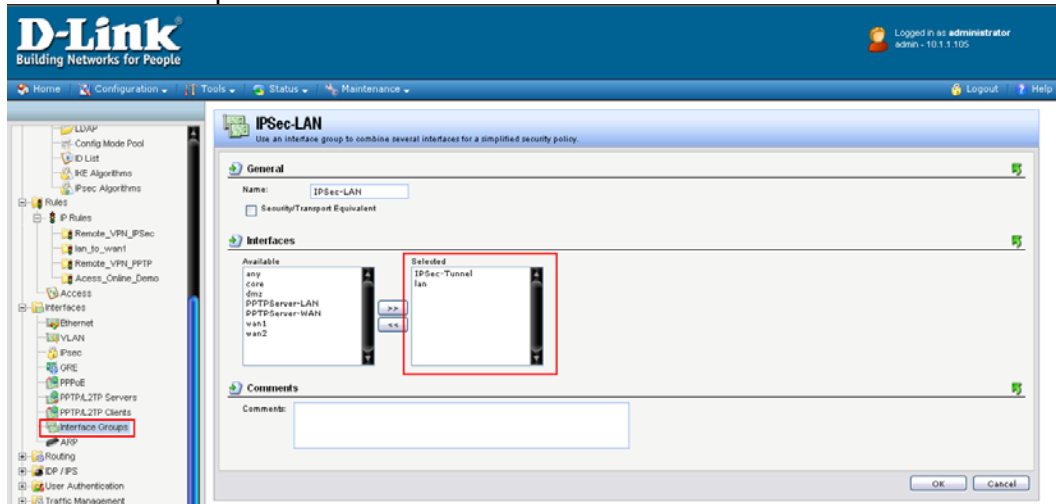 D-Link
Building Networks for People
Logged in as administrator
admin - 10.1.1.105
Home Configuration Tools Status Maintenance Logout Help
LDAP
Config Mode Pool
ID List
IKE Algorithms
IPsec Algorithms
Rules
IP Rules
Remote_VPN_IPSec
lan_to_wan1
Remote_VPN_PPTP
Acess_Online_Demo
Access
Interfaces
Ethernet
VLAN
IPsec
GRE
PPPoE
PPTP/L2TP Servers
PPTP/L2TP Clients
Interface Groups
ARP
Routing
IDP / IPS
User Authentication
Traffic Management
IPSec-LAN
Use an interface group to combine several interfaces for a simplified security policy.
General
Name: IPSec-LAN
Security/Transport Equivalent
Interfaces
Available
any
core
dmz
PPTPServer-LAN
PPTPServer-WAN
wan1
wan2
>>
<<
Selected
IPSec-Tunnel
lan
Comments
Comments:
OK Cancel